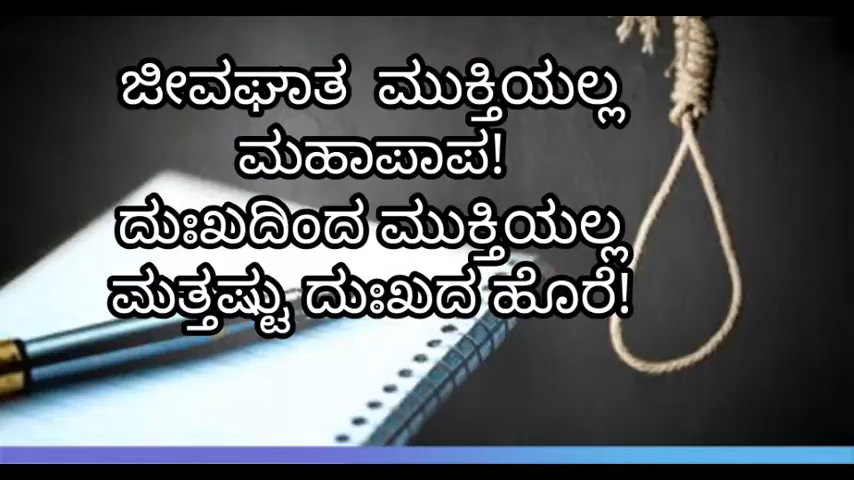 ಜೀವಘಾತ ಮುಕ್ತಿಯಲ್ಲ
ಮಹಾಪಾಪ!
ದುಃಖದಿಂದ ಮುಕ್ತಿಯಲ್ಲ
ಮತ್ತಷ್ಟು ದುಃಖದ ಹೊರೆ!